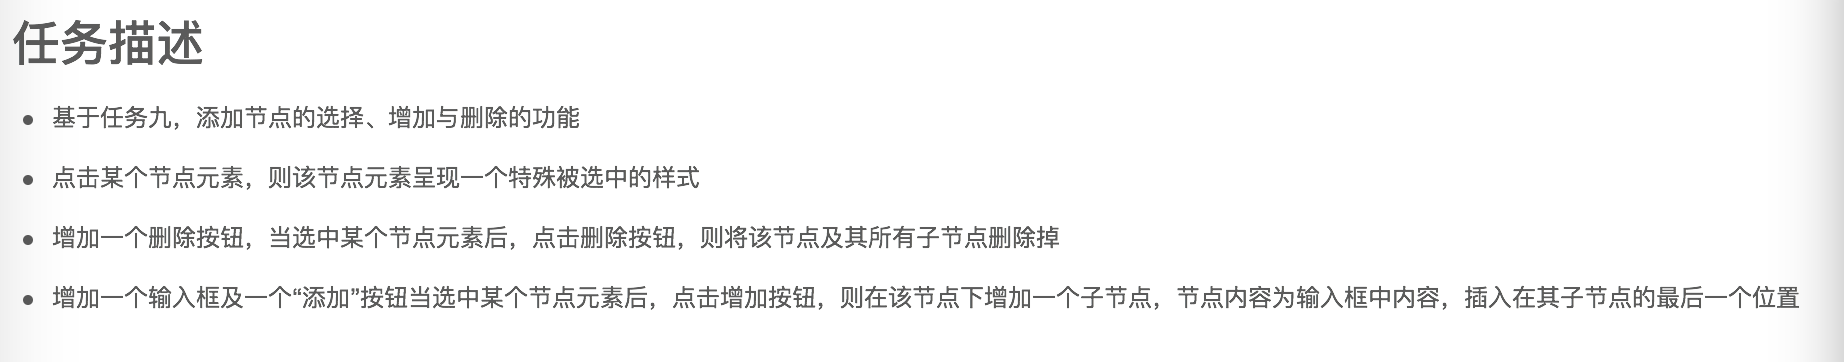 任务描述
基于任务九，添加节点的选择、增加与删除的功能
点击某个节点元素，则该节点元素呈现一个特殊被选中的样式
增加一个删除按钮，当选中某个节点元素后，点击删除按钮，则将该节点及其所有子节点删除掉
增加一个输入框及一个“添加”按钮当选中某个节点元素后，点击增加按钮，则在该节点下增加一个子节点，节点内容为输入框中内容，插入在其子节点的最后一个位置